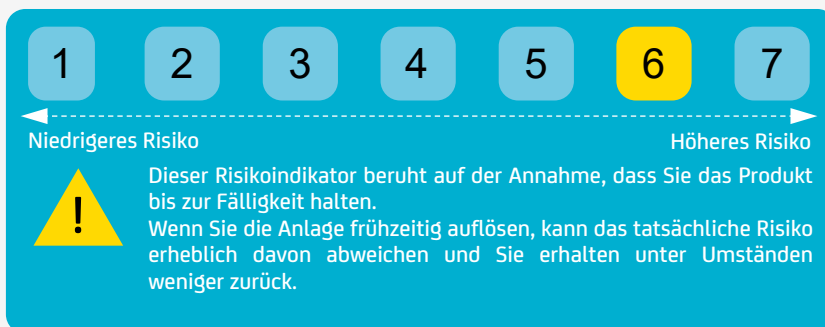 1 2 3 4 5 6 7
Niedrigeres Risiko Höheres Risiko
! Dieser Risikoindikator beruht auf der Annahme, dass Sie das Produkt
bis zur Fälligkeit halten.
Wenn Sie die Anlage frühzeitig auflösen, kann das tatsächliche Risiko
erheblich davon abweichen und Sie erhalten unter Umständen
weniger zurück.